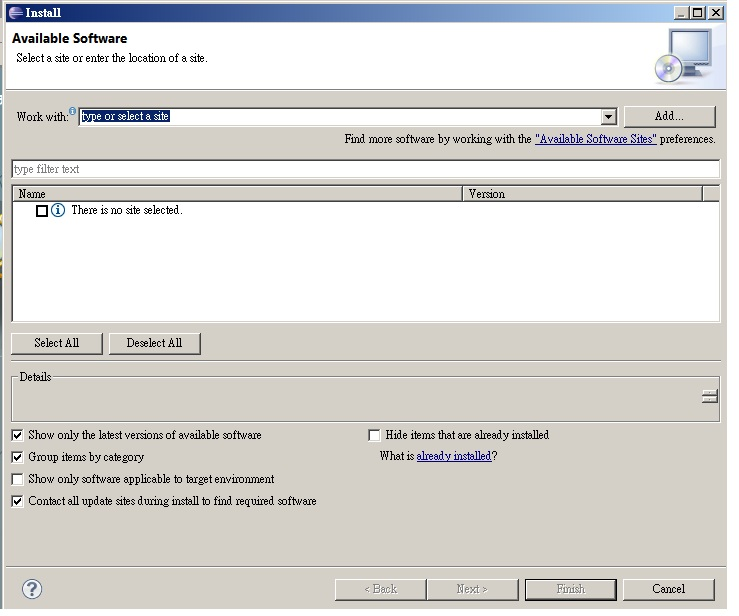 Install
Available Software
Select a site or enter the location of a site.
Work with: type or select a site Add...
Find more software by working with the "Available Software Sites" preferences.
type filter text
Name Version
There is no site selected.
Select All Deselect All
Details
Show only the latest versions of available software Hide items that are already installed
Group items by category What is already installed?
Show only software applicable to target environment
Contact all update sites during install to find required software
? < Back Next > Finish Cancel